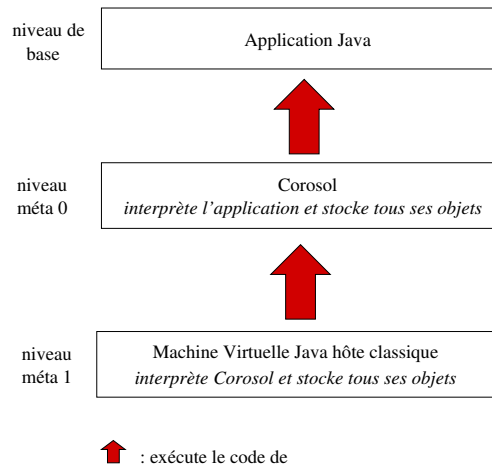 niveau de
base
Application Java
niveau
méta 0
Corosol
interprète l'application et stocke tous ses objets
niveau
méta 1
Machine Virtuelle Java hôte classique
interprète Corosol et stocke tous ses objets
: exécute le code de